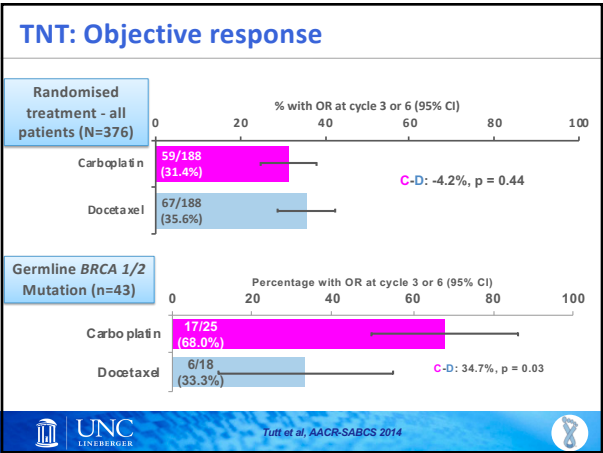 TNT: Objective response
Randomised
treatment - all
patients (N=376)
% with OR at cycle 3 or 6 (95% CI)
0 20 40 60 80 100
Carboplatin
59/188
(31.4%)
C-D: -4.2%, p = 0.44
Docetaxel
67/188
(35.6%)
Germline BRCA 1/2
Mutation (n=43)
Percentage with OR at cycle 3 or 6 (95% CI)
0 20 40 60 80 100
Carboplatin
17/25
(68.0%)
Docetaxel
6/18
(33.3%)
C-D: 34.7%, p = 0.03
UNC
LINEBERGER
Tutt et al, AACR-SABCS 2014